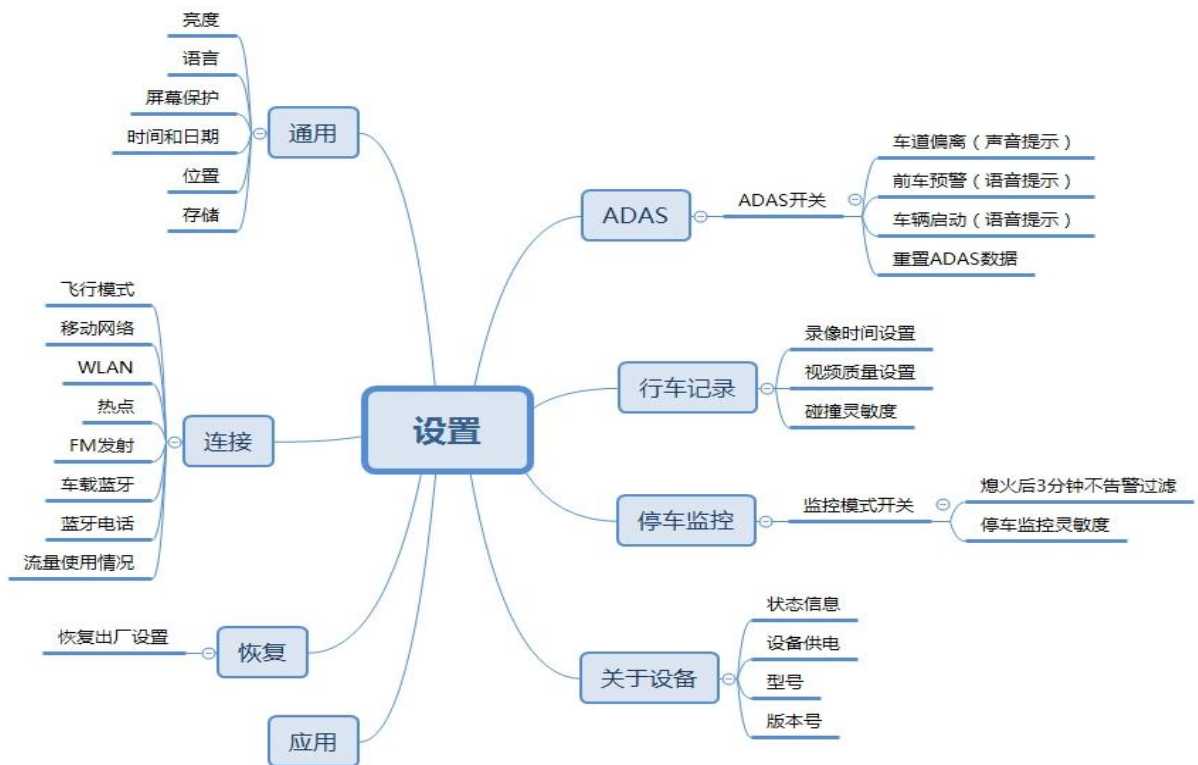 设置
通用
亮度
语言
屏幕保护
时间和日期
位置
存储
连接
飞行模式
移动网络
WLAN
热点
FM发射
车载蓝牙
蓝牙电话
流量使用情况
恢复
恢复出厂设置
应用
ADAS
ADAS开关
车道偏离（声音提示）
前车预警（语音提示）
车辆启动（语音提示）
重置ADAS数据
行车记录
录像时间设置
视频质量设置
碰撞灵敏度
停车监控
监控模式开关
熄火后3分钟不告警过滤
停车监控灵敏度
关于设备
状态信息
设备供电
型号
版本号